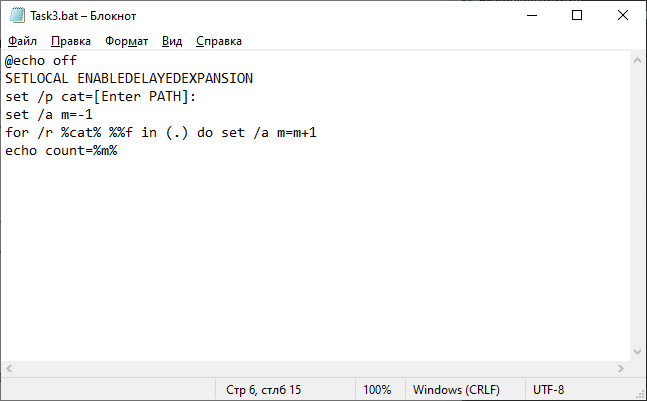 Task3.bat – Блокнот
Файл Правка Формат Вид Справка
@echo off
SETLOCAL ENABLEDELAYEDEXPANSION
set /p cat=[Enter PATH]:
set /a m=-1
for /r %cat% %%f in (.) do set /a m=m+1
echo count=%m%
Стр 6, стлб 15 100% Windows (CRLF) UTF-8